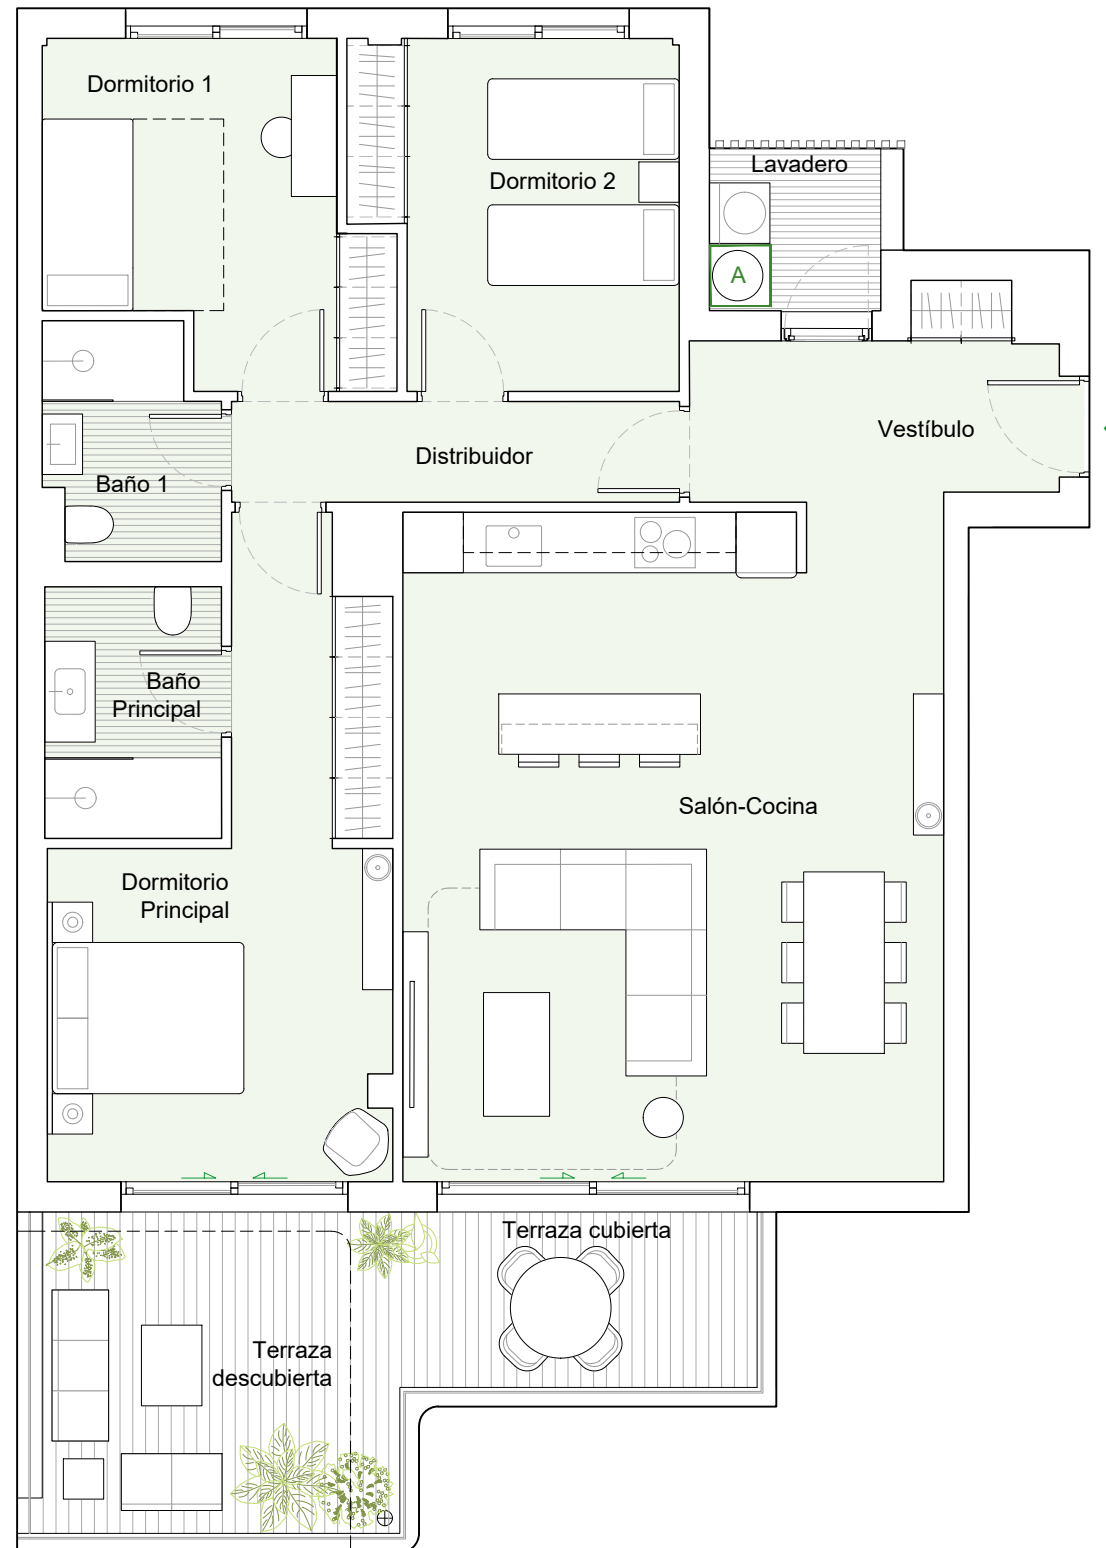 Dormitorio 1
Dormitorio 2
Lavadero
A
Vestíbulo
Distribuidor
Baño 1
Baño
Principal
Salón-Cocina
Dormitorio
Principal
Terraza cubierta
Terraza
descubierta